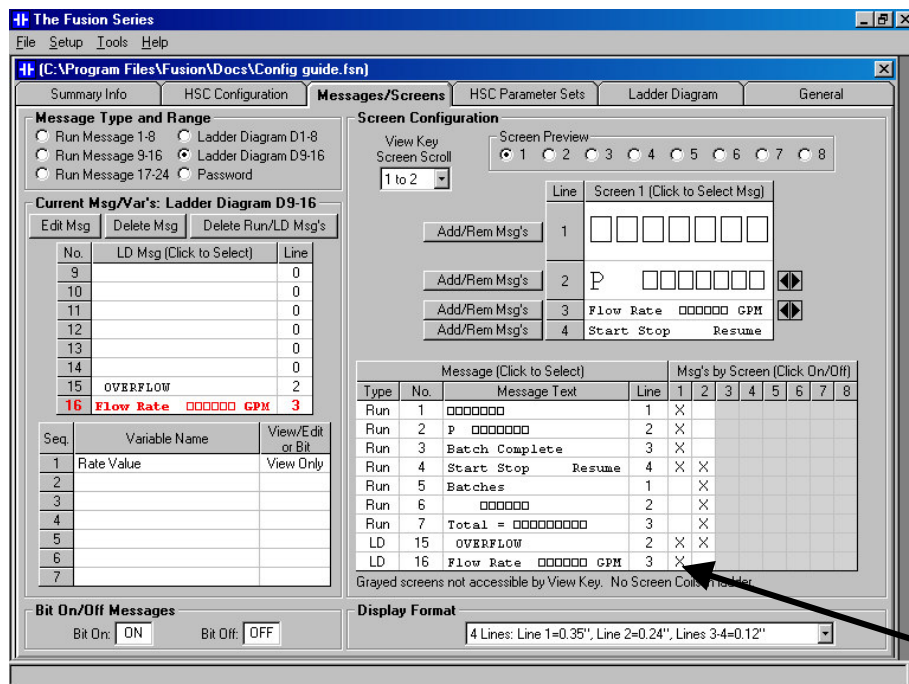 The Fusion Series
File Setup Tools Help
(C:\Program Files\Fusion\Docs\Config guide.fsn)
Summary Info HSC Configuration Messages/Screens HSC Parameter Sets Ladder Diagram General
Message Type and Range
Run Message 1-8 Ladder Diagram D1-8
Run Message 9-16 Ladder Diagram D9-16
Run Message 17-24 Password
Current Msg/Var's: Ladder Diagram D9-16
Edit Msg Delete Msg Delete Run/LD Msg's
No. LD Msg (Click to Select) Line
9 0
10 0
11 0
12 0
13 0
14 0
15 OVERFLOW 2
16 Flow Rate □□□□□□ GPM 3
Seq. Variable Name View/Edit or Bit
1 Rate Value View Only
2
3
4
5
6
7
Bit On/Off Messages
Bit On: ON Bit Off: OFF
Screen Configuration
View Key
Screen Scroll
1 to 2
Screen Preview
1 2 3 4 5 6 7 8
Line Screen 1 (Click to Select Msg)
Add/Rem Msg's 1 □□□□□□□
Add/Rem Msg's 2 P □□□□□□□
Add/Rem Msg's 3 Flow Rate □□□□□□ GPM
Add/Rem Msg's 4 Start Stop Resume
Message (Click to Select) Msg's by Screen (Click On/Off)
Type No. Message Text Line 1 2 3 4 5 6 7 8
Run 1 □□□□□□□ 1 X
Run 2 P □□□□□□□ 2 X
Run 3 Batch Complete 3 X
Run 4 Start Stop Resume 4 X X
Run 5 Batches 1 X
Run 6 □□□□□□ 2 X
Run 7 Total = □□□□□□□□□ 3 X
LD 15 OVERFLOW 2 X X
LD 16 Flow Rate □□□□□□ GPM 3 X
Grayed screens not accessible by View Key. No Screen Coils in ladder
Display Format
4 Lines: Line 1=0.35", Line 2=0.24", Lines 3-4=0.12"